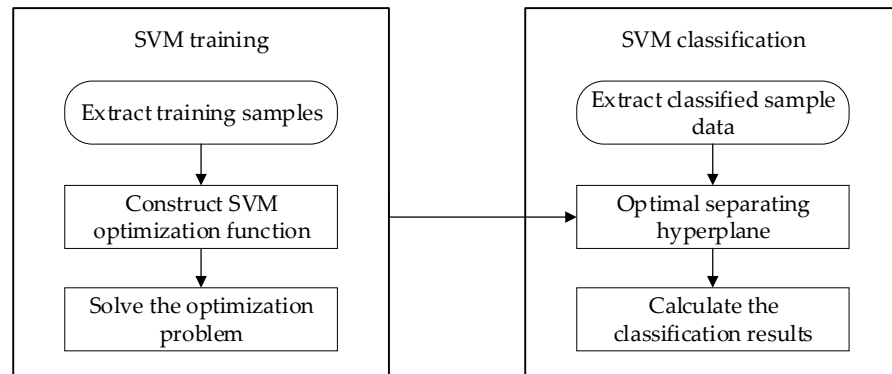 SVM training
Extract training samples
Construct SVM
optimization function
Solve the optimization
problem
SVM classification
Extract classified sample
data
Optimal separating
hyperplane
Calculate the
classification results